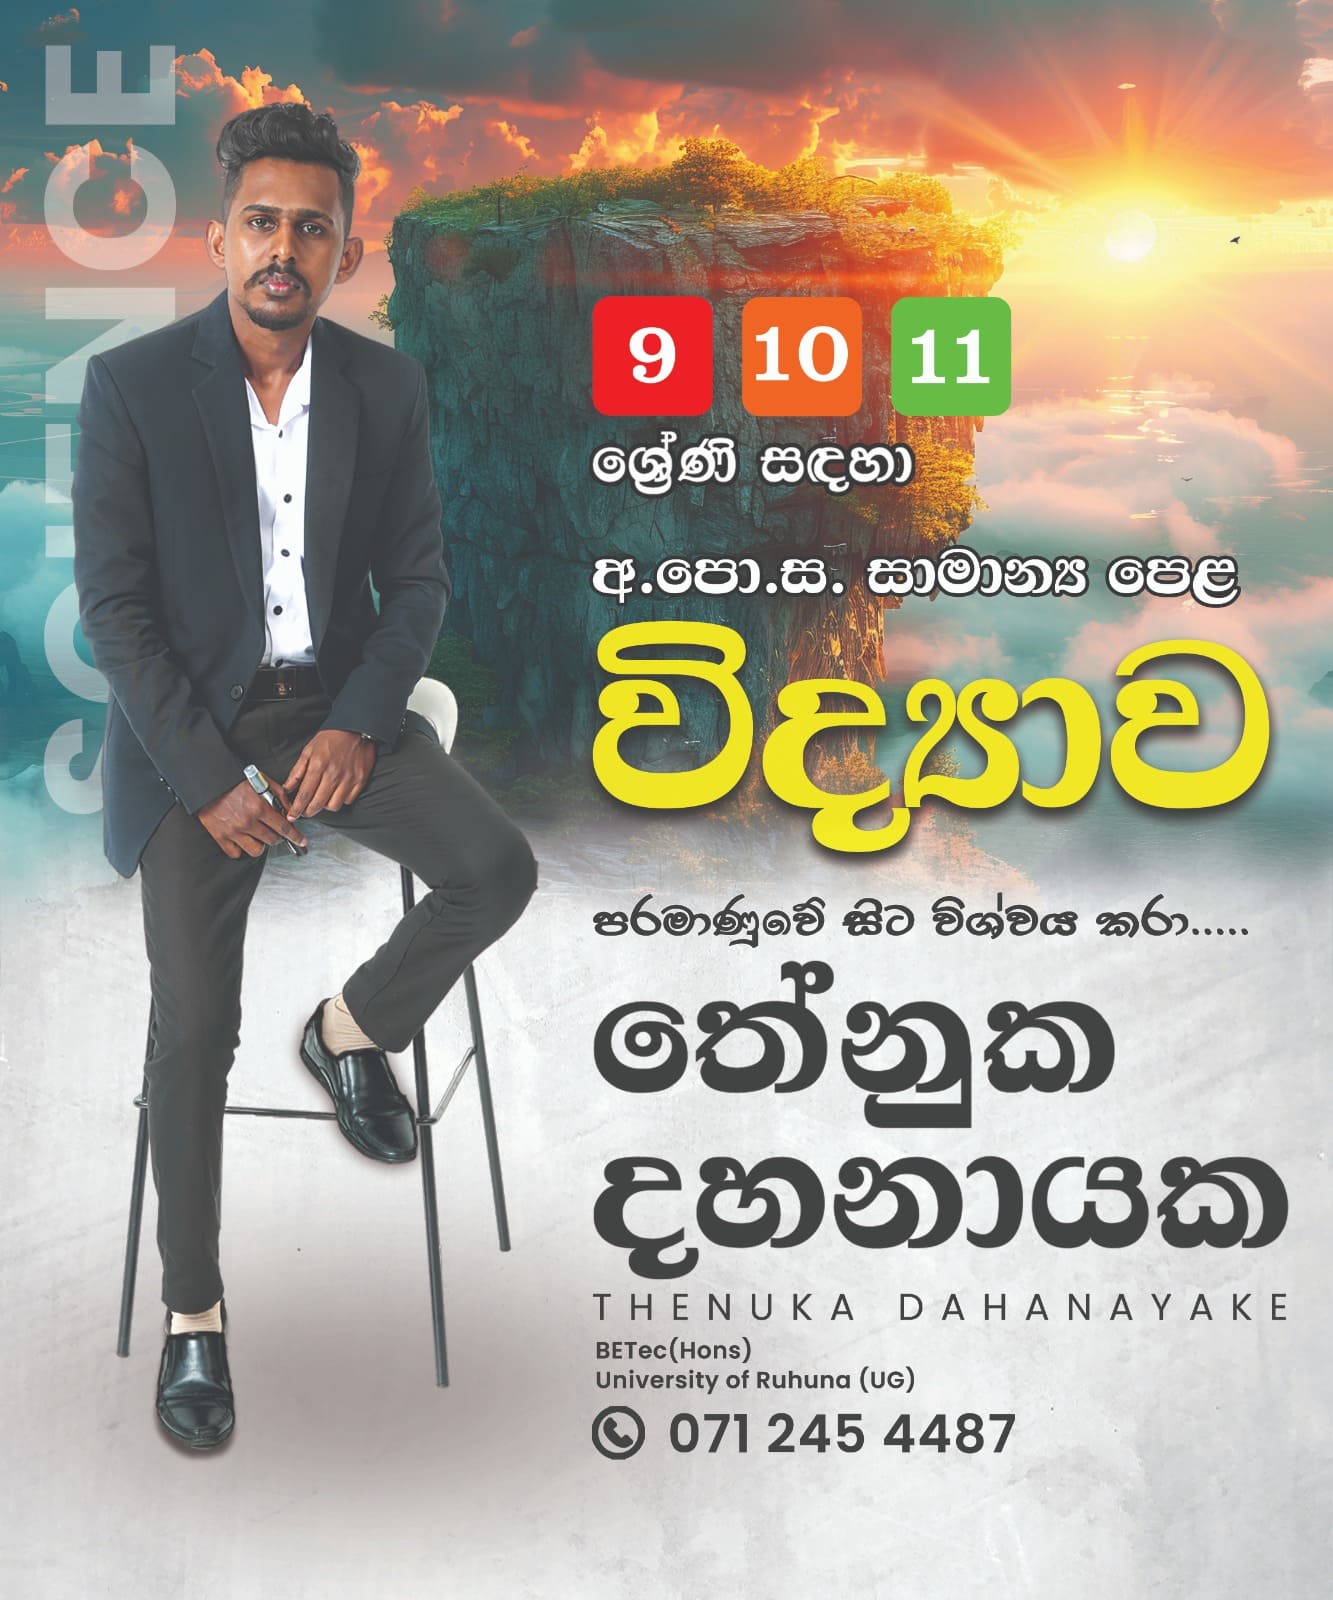 SCIENCE
9 10 11
ශ්‍රේණි සඳහා
අ.පො.ස. සාමාන්‍ය පෙළ
විද්‍යාව
පරමාණුවේ සිට විශ්වය කරා.....
තේනුක
දහනායක
THENUKA DAHANAYAKE
BETec(Hons)
University of Ruhuna (UG)
071 245 4487